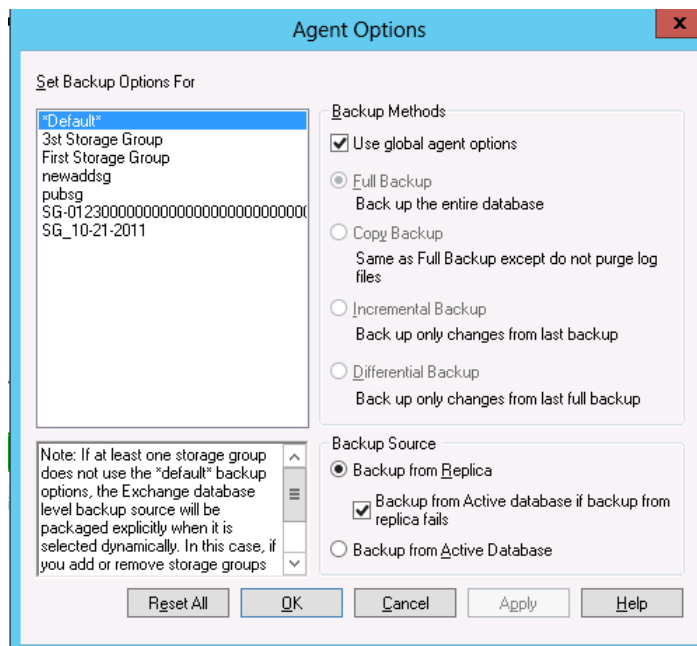 Agent Options
x
Set Backup Options For
*Default*
3st Storage Group
First Storage Group
newaddsg
pubsg
SG_10-21-2011
Note: If at least one storage group
does not use the *default* backup
options, the Exchange database
level backup source will be
packaged explicitly when it is
selected dynamically. In this case, if
you add or remove storage groups
Backup Methods
Use global agent options
Full Backup
Back up the entire database
Copy Backup
Same as Full Backup except do not purge log
files
Incremental Backup
Back up only changes from last backup
Differential Backup
Back up only changes from last full backup
Backup Source
Backup from Replica
Backup from Active database if backup from
replica fails
Backup from Active Database
Reset All
OK
Cancel
Apply
Help